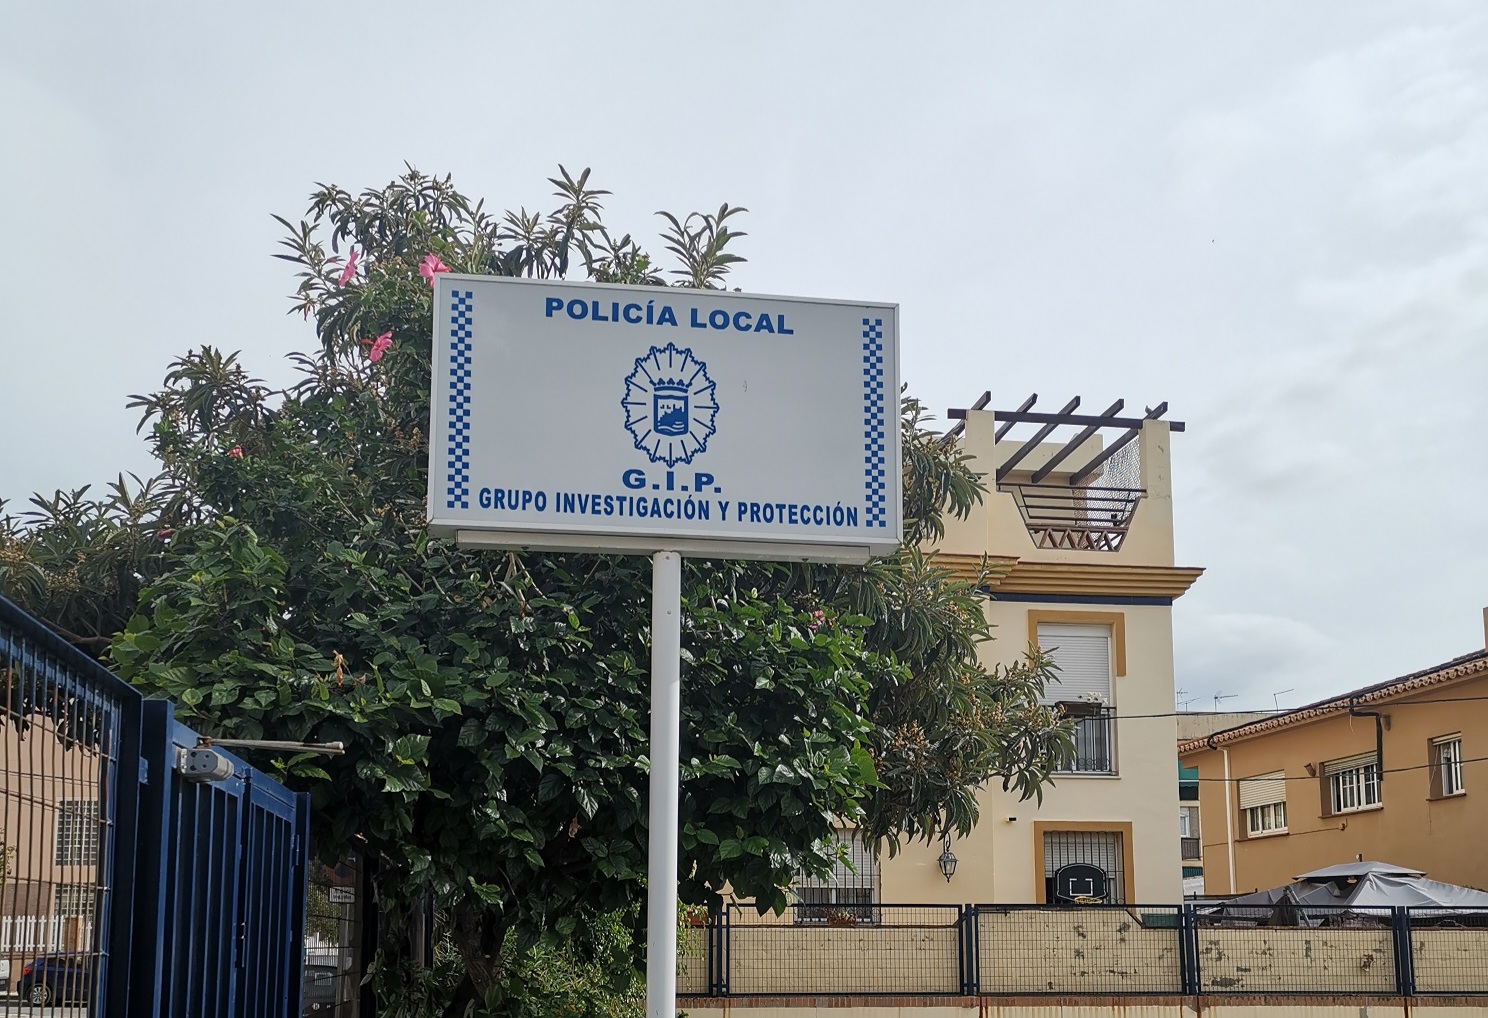 POLICÍA LOCAL
G.I.P.
GRUPO INVESTIGACIÓN Y PROTECCIÓN